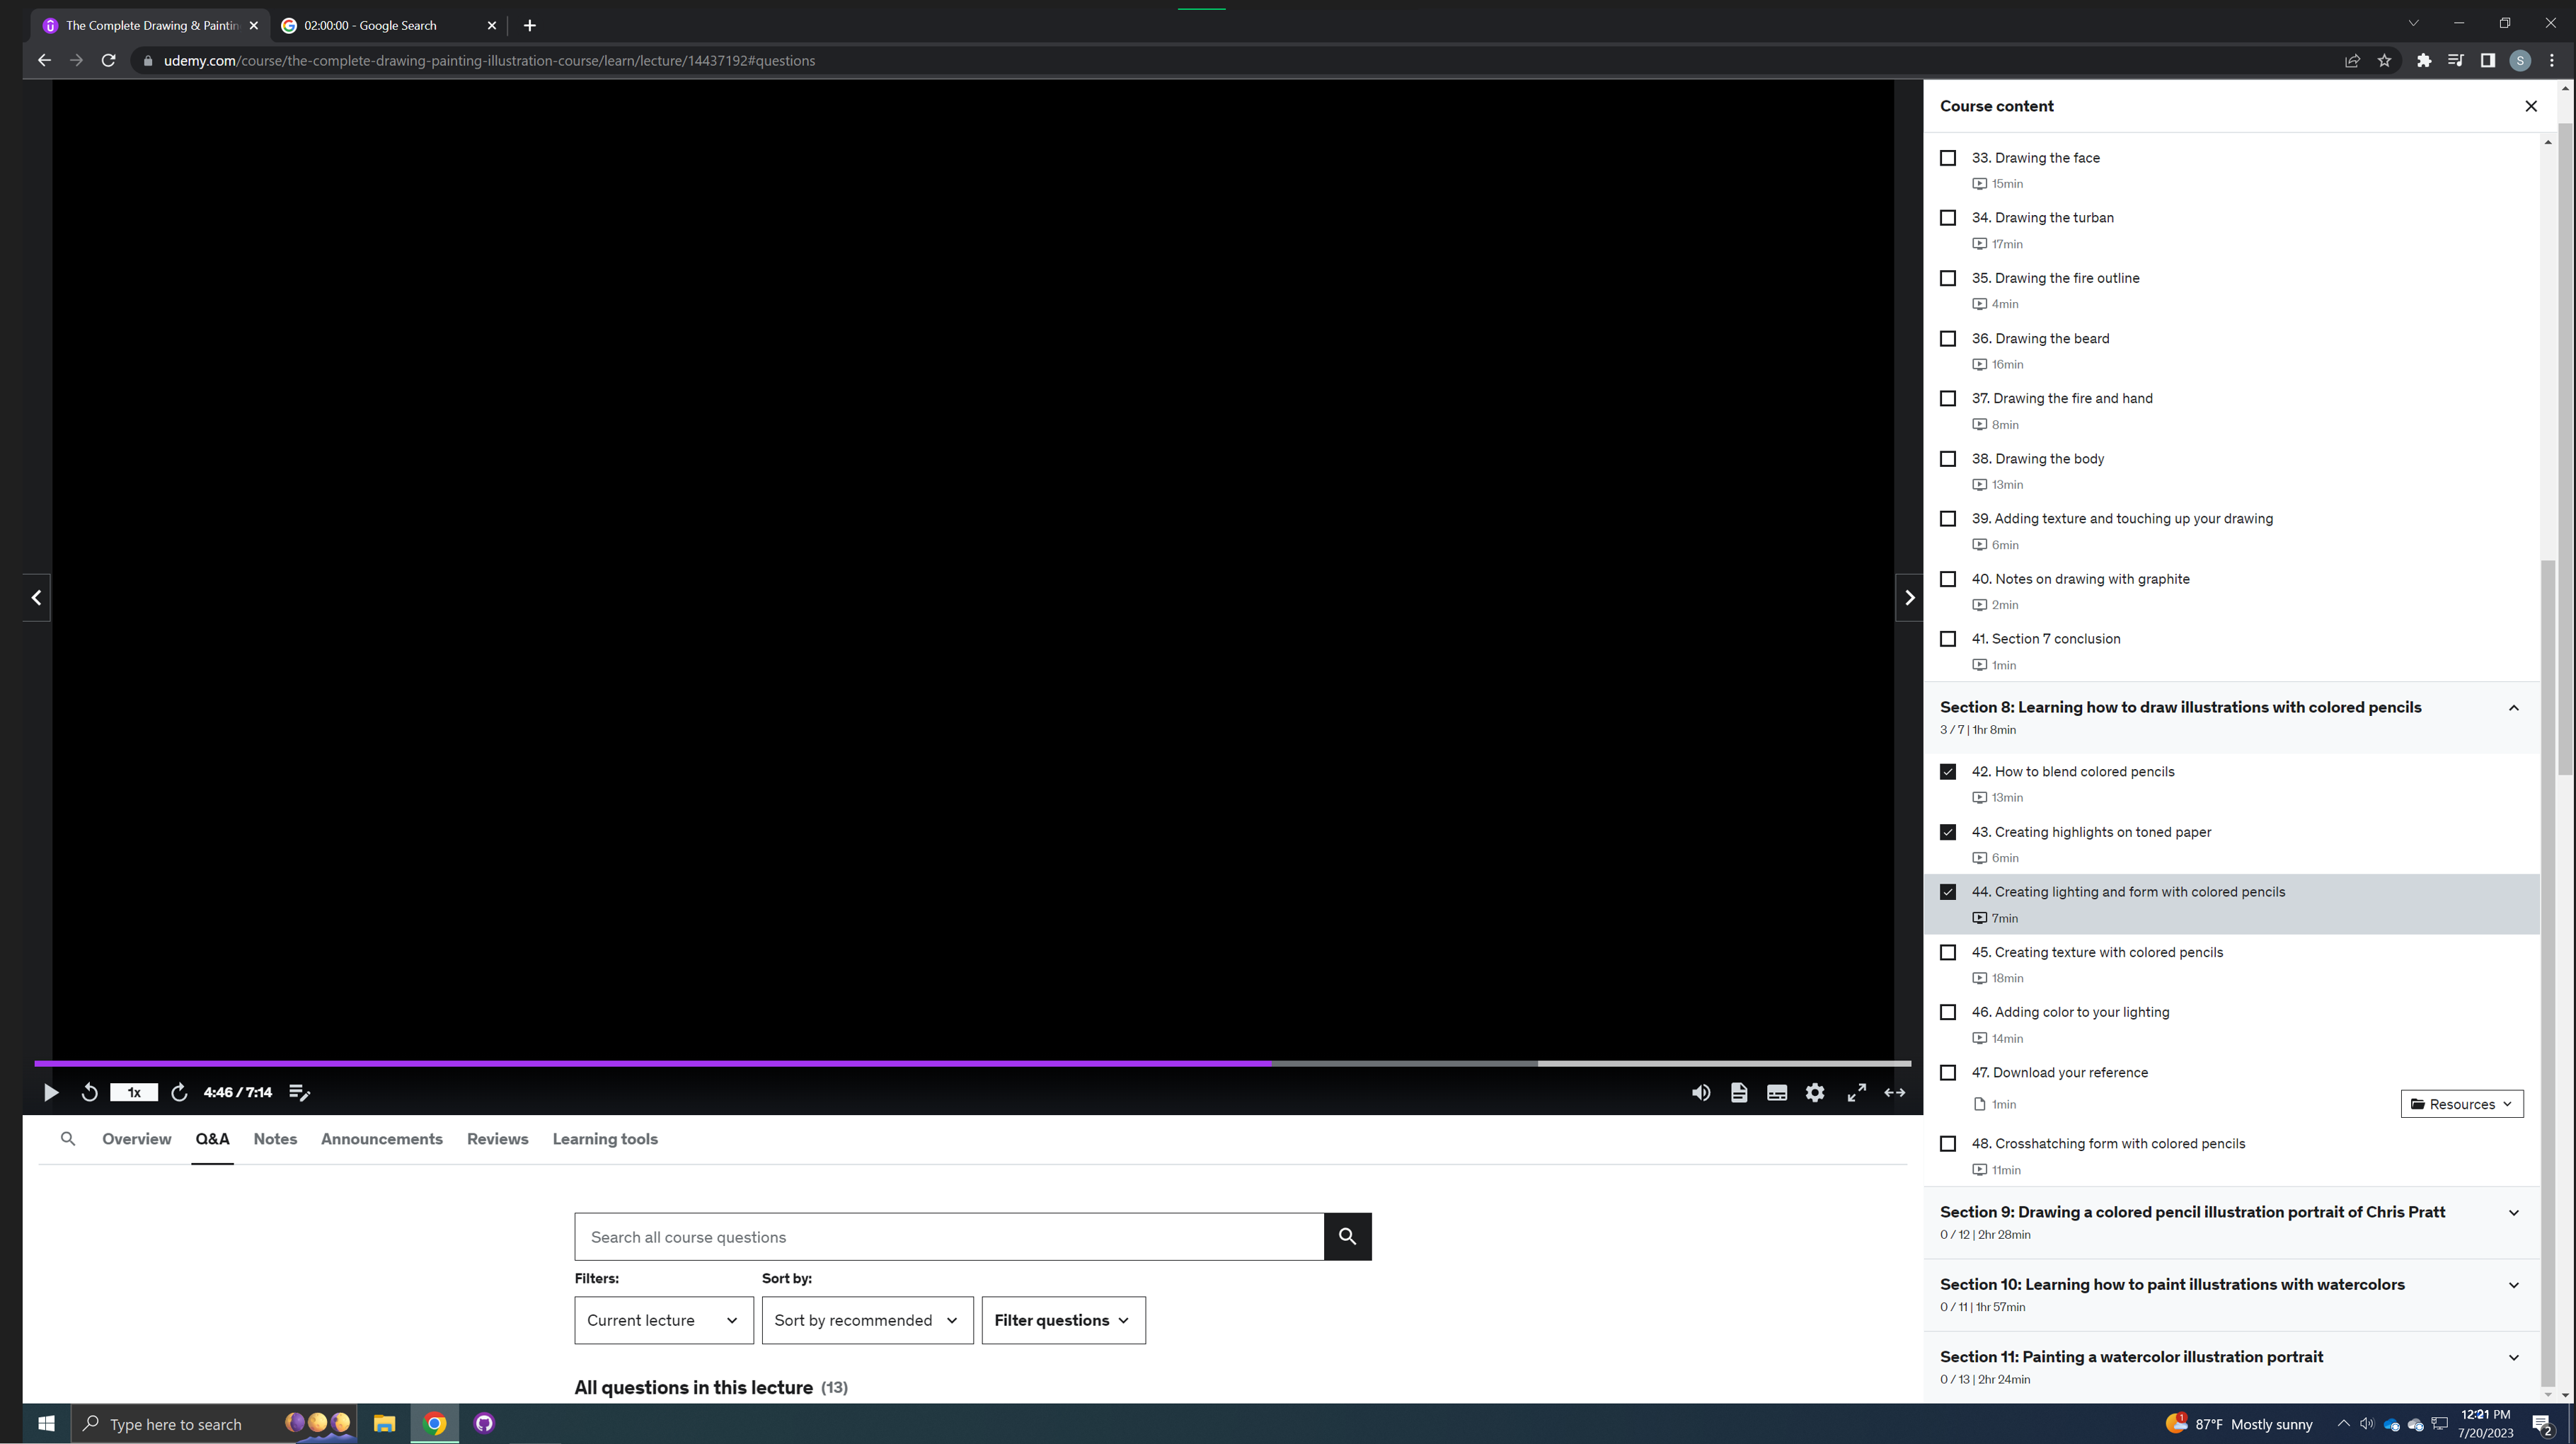 The Complete Drawing & Paintin
02:00:00 - Google Search
udemy.com/course/the-complete-drawing-painting-illustration-course/learn/lecture/14437192#questions
S
Course content
33. Drawing the face
15min
34. Drawing the turban
17min
35. Drawing the fire outline
4min
36. Drawing the beard
16min
37. Drawing the fire and hand
8min
38. Drawing the body
13min
39. Adding texture and touching up your drawing
6min
40. Notes on drawing with graphite
2min
41. Section 7 conclusion
1min
Section 8: Learning how to draw illustrations with colored pencils
3 / 7 | 1hr 8min
42. How to blend colored pencils
13min
43. Creating highlights on toned paper
6min
44. Creating lighting and form with colored pencils
7min
45. Creating texture with colored pencils
18min
46. Adding color to your lighting
14min
47. Download your reference
1min
Resources
48. Crosshatching form with colored pencils
11min
Section 9: Drawing a colored pencil illustration portrait of Chris Pratt
0 / 12 | 2hr 28min
Section 10: Learning how to paint illustrations with watercolors
0 / 11 | 1hr 57min
Section 11: Painting a watercolor illustration portrait
0 / 13 | 2hr 24min
1x
4:46 / 7:14
Overview
Q&A
Notes
Announcements
Reviews
Learning tools
Search all course questions
Filters:
Sort by:
Current lecture
Sort by recommended
Filter questions
All questions in this lecture (13)
Type here to search
1
87°F Mostly sunny
12:21 PM
7/20/2023
2